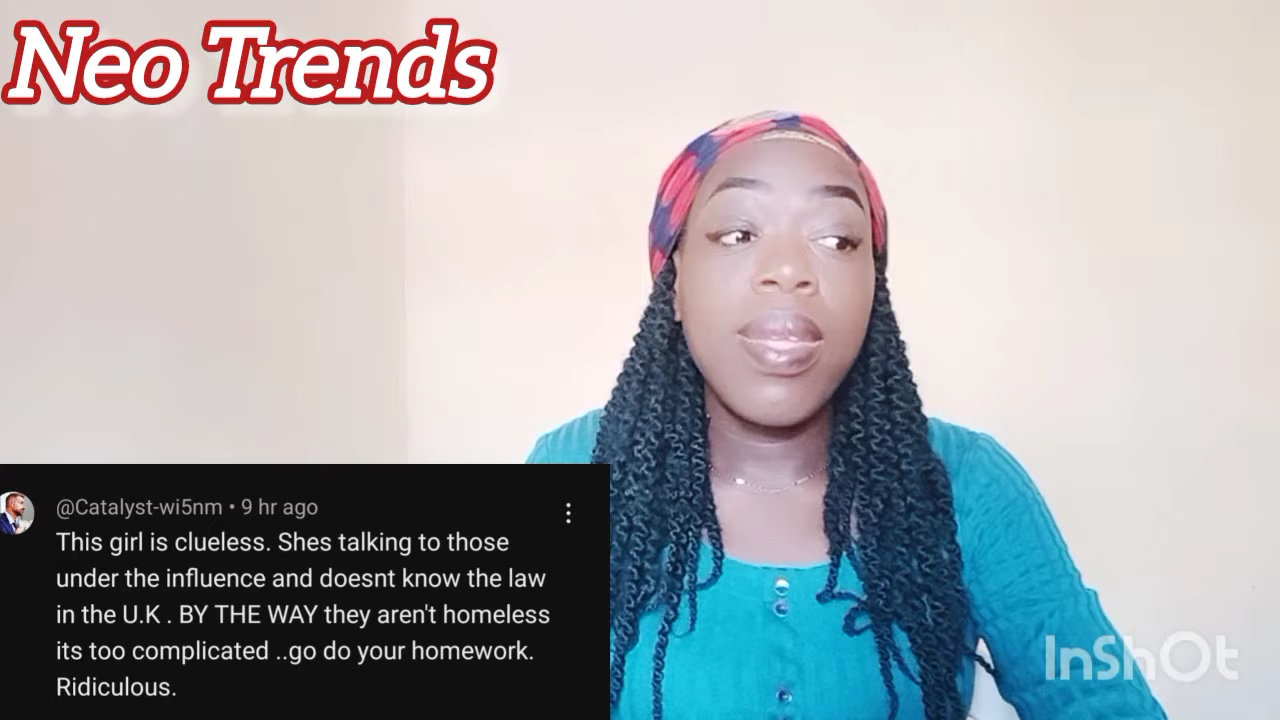 Neo Trends
@Catalyst-wi5nm • 9 hr ago
This girl is clueless. Shes talking to those
under the influence and doesnt know the law
in the U.K . BY THE WAY they aren't homeless
its too complicated ..go do your homework.
Ridiculous.
InShOt